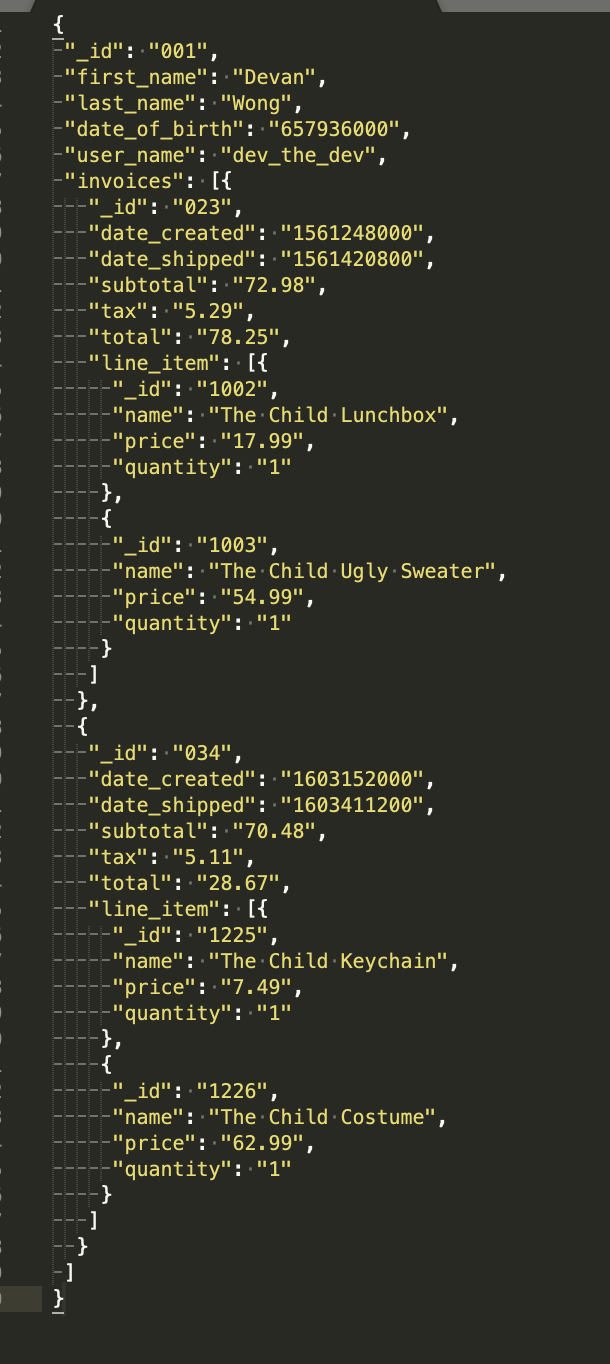 {
"_id": "001",
"first_name": "Devan",
"last_name": "Wong",
"date_of_birth": "657936000",
"user_name": "dev_the_dev",
"invoices": [{
"_id": "023",
"date_created": "1561248000",
"date_shipped": "1561420800",
"subtotal": "72.98",
"tax": "5.29",
"total": "78.25",
"line_item": [{
"_id": "1002",
"name": "The Child Lunchbox",
"price": "17.99",
"quantity": "1"
},
{
"_id": "1003",
"name": "The Child Ugly Sweater",
"price": "54.99",
"quantity": "1"
}
]
},
{
"_id": "034",
"date_created": "1603152000",
"date_shipped": "1603411200",
"subtotal": "70.48",
"tax": "5.11",
"total": "28.67",
"line_item": [{
"_id": "1225",
"name": "The Child Keychain",
"price": "7.49",
"quantity": "1"
},
{
"_id": "1226",
"name": "The Child Costume",
"price": "62.99",
"quantity": "1"
}
]
}
]
}